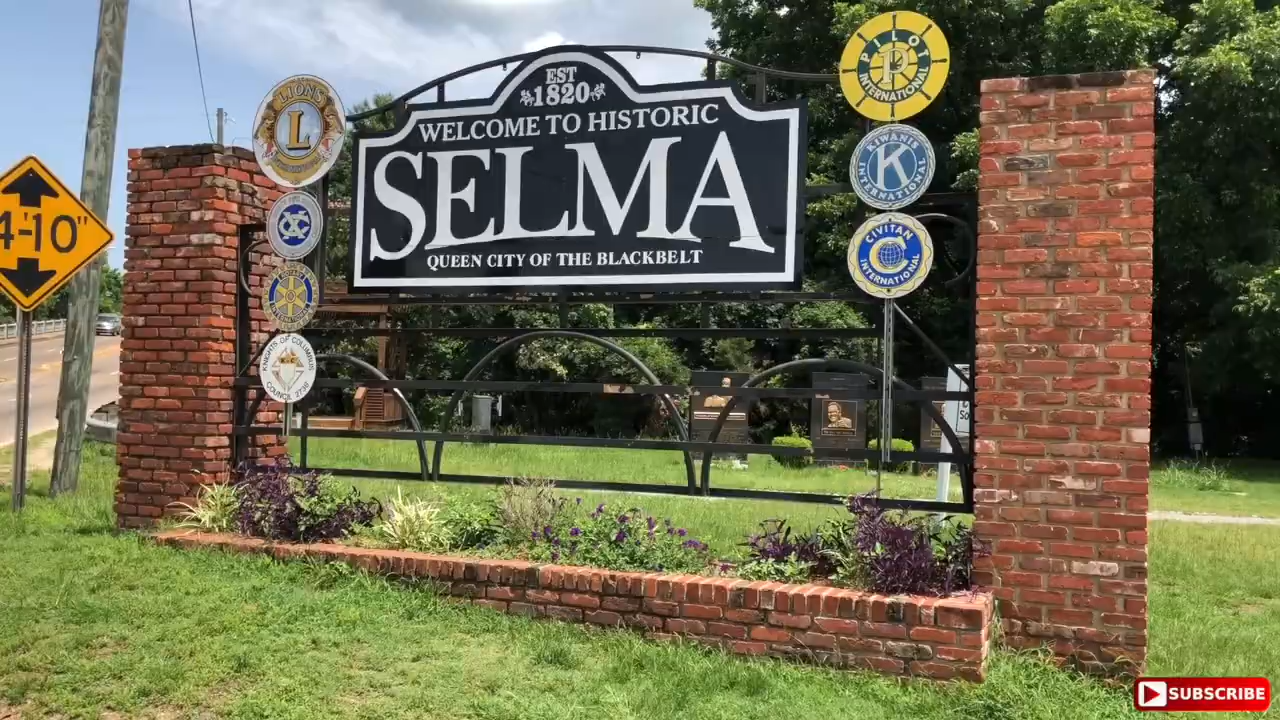 EST
1820
WELCOME TO HISTORIC
SELMA
QUEEN CITY OF THE BLACKBELT
LIONS
L
KNIGHTS OF COLUMBUS
COUNCIL
PILOT
P
INTERNATIONAL
KIWANIS
K
INTERNATIONAL
CIVITAN
C
INTERNATIONAL
4'-10"
SUBSCRIBE